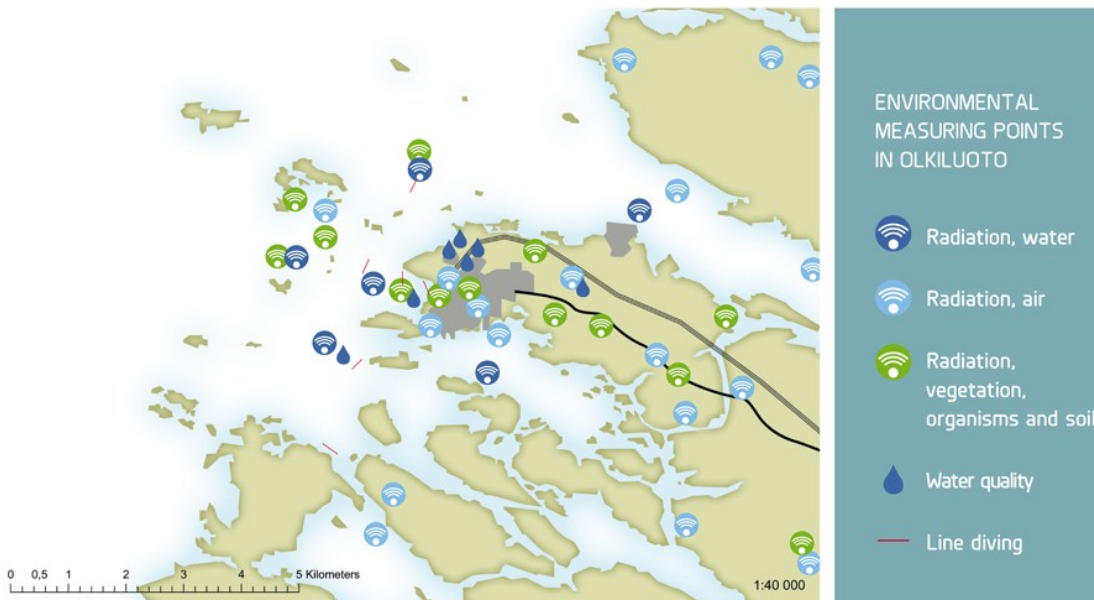 ENVIRONMENTAL
MEASURING POINTS
IN OLKILUOTO
Radiation, water
Radiation, air
Radiation,
vegetation,
organisms and soil
Water quality
Line diving
0 0,5 1 2 3 4 5 Kilometers
1:40 000